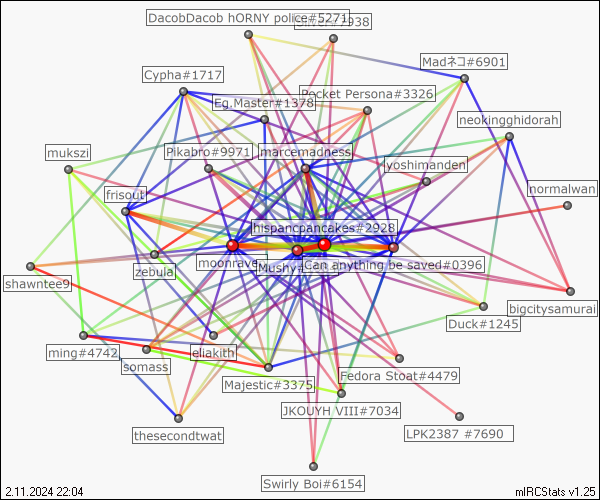 DacobDacob hORNY police#5271
#7938
Madネコ#6901
Cypha#1717
Pocket Persona#3326
Eg.Master#1378
neokingghidorah
mukszi
Pikabro#9971
marcemadness
yoshimanden
frisout
normalwan
hispancpancakes#2928
moonrave
Mushy
Can anything be saved#0396
zebula
shawntee9
bigcitysamurai
Duck#1245
ming#4742
eliakith
somass
Fedora Stoat#4479
Majestic#3375
JKOUYH VIII#7034
thesecondtwat
LPK2387 #7690
Swirly Boi#6154
2.11.2024 22:04
mIRCStats v1.25